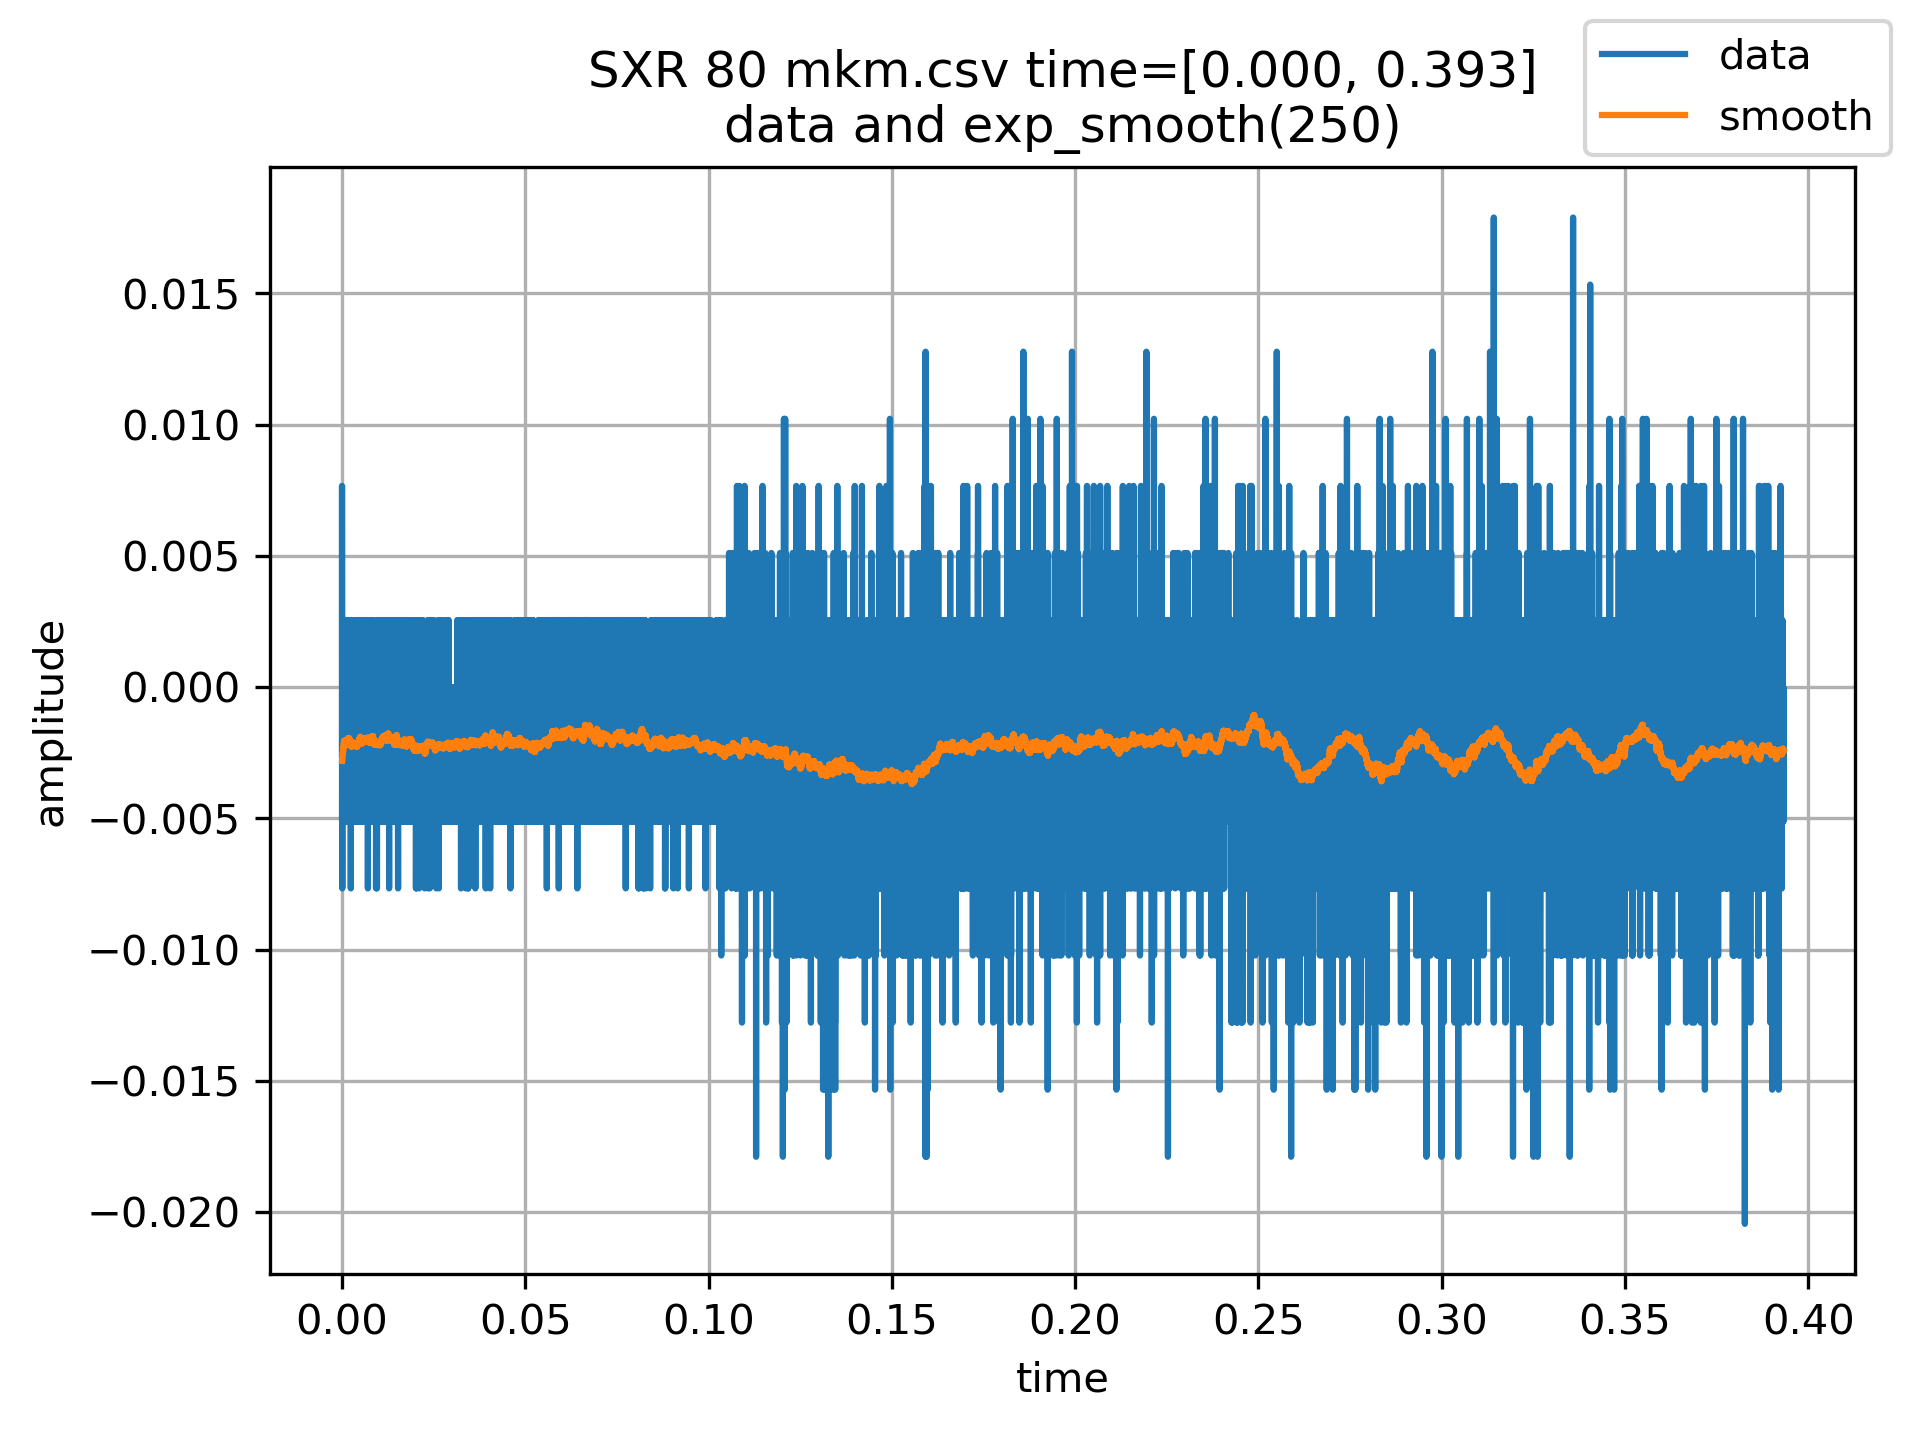 SXR 80 mkm.csv time=[0.000, 0.393]
data and exp_smooth(250)
data
smooth
amplitude
0.015
0.010
0.005
0.000
−0.005
−0.010
−0.015
−0.020
0.00 0.05 0.10 0.15 0.20 0.25 0.30 0.35 0.40
time